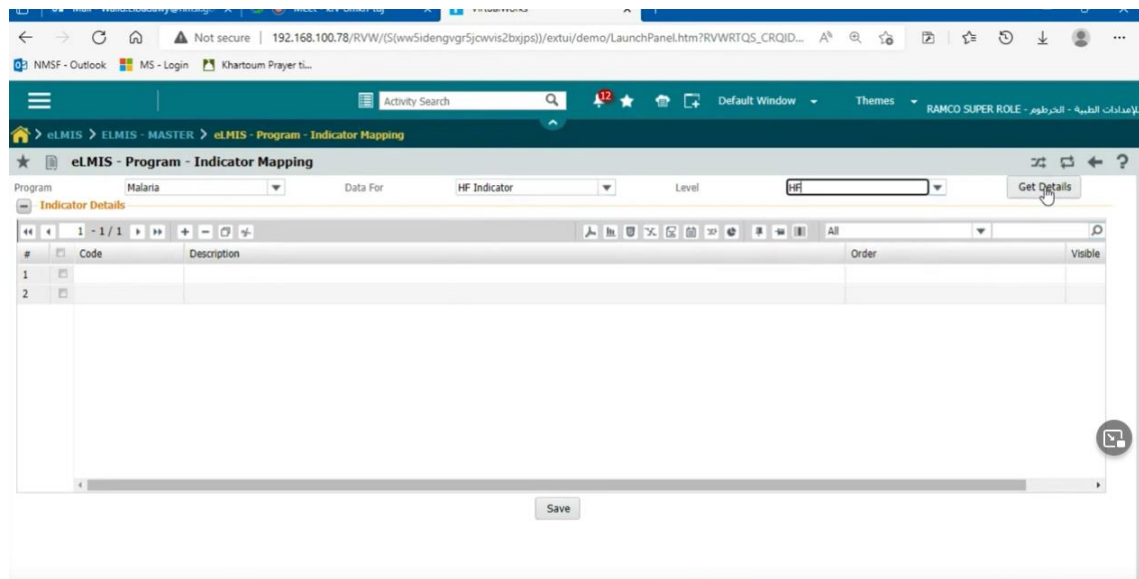 Not secure | 192.168.100.78/RVW/(S(ww5idengvgr5jcwvis2bxjps))/extui/demo/LaunchPanel.htm?RVWRTQS_CRQID...
NMSF - Outlook MS - Login Khartoum Prayer ti...
Activity Search 12 Default Window Themes RAMCO SUPER ROLE - الإمدادات الطبية - الخرطوم
> eLMIS > ELMIS - MASTER > eLMIS - Program - Indicator Mapping
eLMIS - Program - Indicator Mapping
Program Malaria Data For HF Indicator Level HF Get Details
Indicator Details
1 - 1 / 1 All
# Code Description Order Visible
1
2
Save